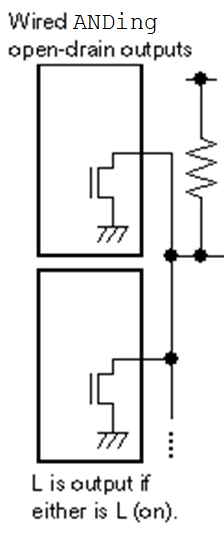 Wired ANDing
open-drain outputs
L is output if
either is L (on).